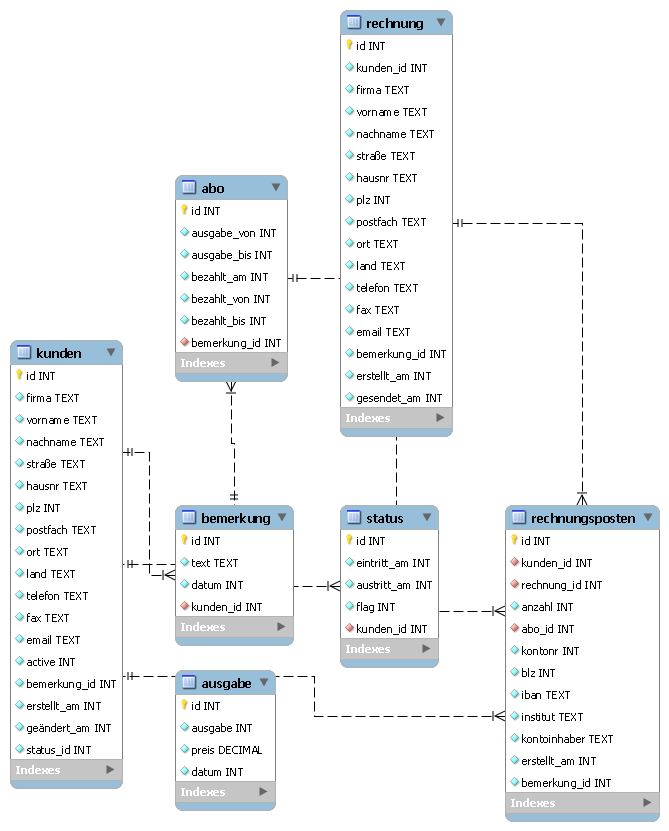 rechnung
id INT
kunden_id INT
firma TEXT
vorname TEXT
nachname TEXT
straße TEXT
hausnr TEXT
plz INT
postfach TEXT
ort TEXT
land TEXT
telefon TEXT
fax TEXT
email TEXT
bemerkung_id INT
erstellt_am INT
gesendet_am INT
Indexes
abo
id INT
ausgabe_von INT
ausgabe_bis INT
bezahlt_am INT
bezahlt_von INT
bezahlt_bis INT
bemerkung_id INT
Indexes
kunden
id INT
firma TEXT
vorname TEXT
nachname TEXT
straße TEXT
hausnr TEXT
plz INT
postfach TEXT
ort TEXT
land TEXT
telefon TEXT
fax TEXT
email TEXT
active INT
bemerkung_id INT
erstellt_am INT
geändert_am INT
status_id INT
Indexes
bemerkung
id INT
text TEXT
datum INT
kunden_id INT
Indexes
status
id INT
eintritt_am INT
austritt_am INT
flag INT
kunden_id INT
Indexes
rechnungsposten
id INT
kunden_id INT
rechnung_id INT
anzahl INT
abo_id INT
kontonr INT
blz INT
iban TEXT
institut TEXT
kontoinhaber TEXT
erstellt_am INT
bemerkung_id INT
Indexes
ausgabe
id INT
ausgabe INT
preis DECIMAL
datum INT
Indexes